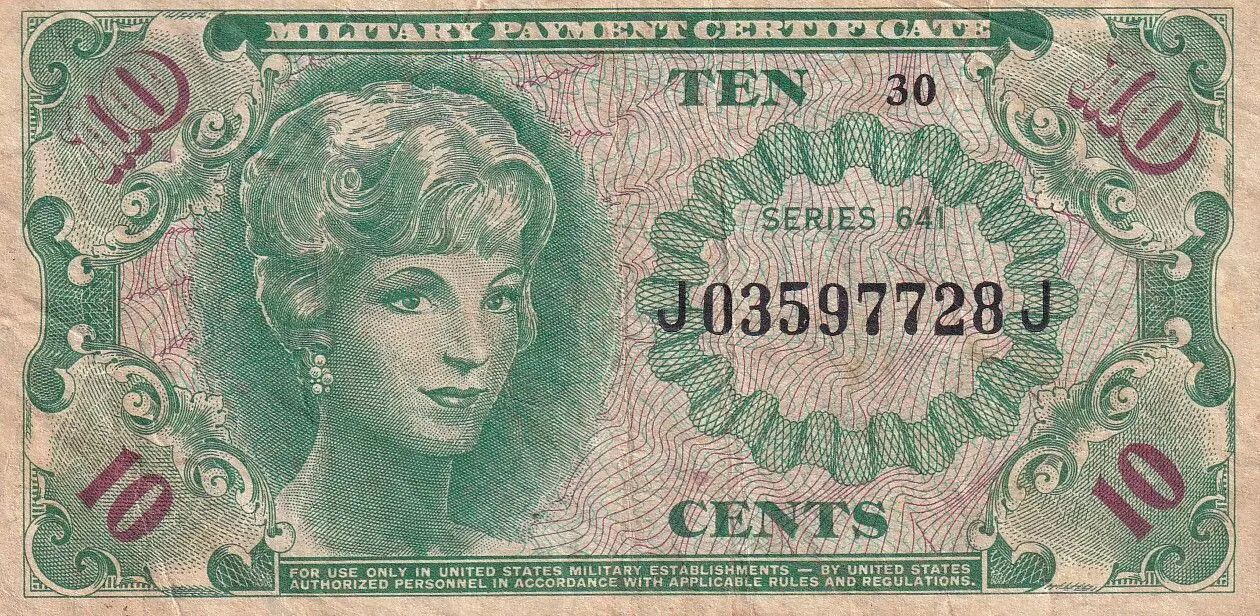 MILITARY PAYMENT CERTIFICATE
10
TEN 30
10
SERIES 641
J03597728J
10
CENTS
10
FOR USE ONLY IN UNITED STATES MILITARY ESTABLISHMENTS — BY UNITED STATES
AUTHORIZED PERSONNEL IN ACCORDANCE WITH APPLICABLE RULES AND REGULATIONS.